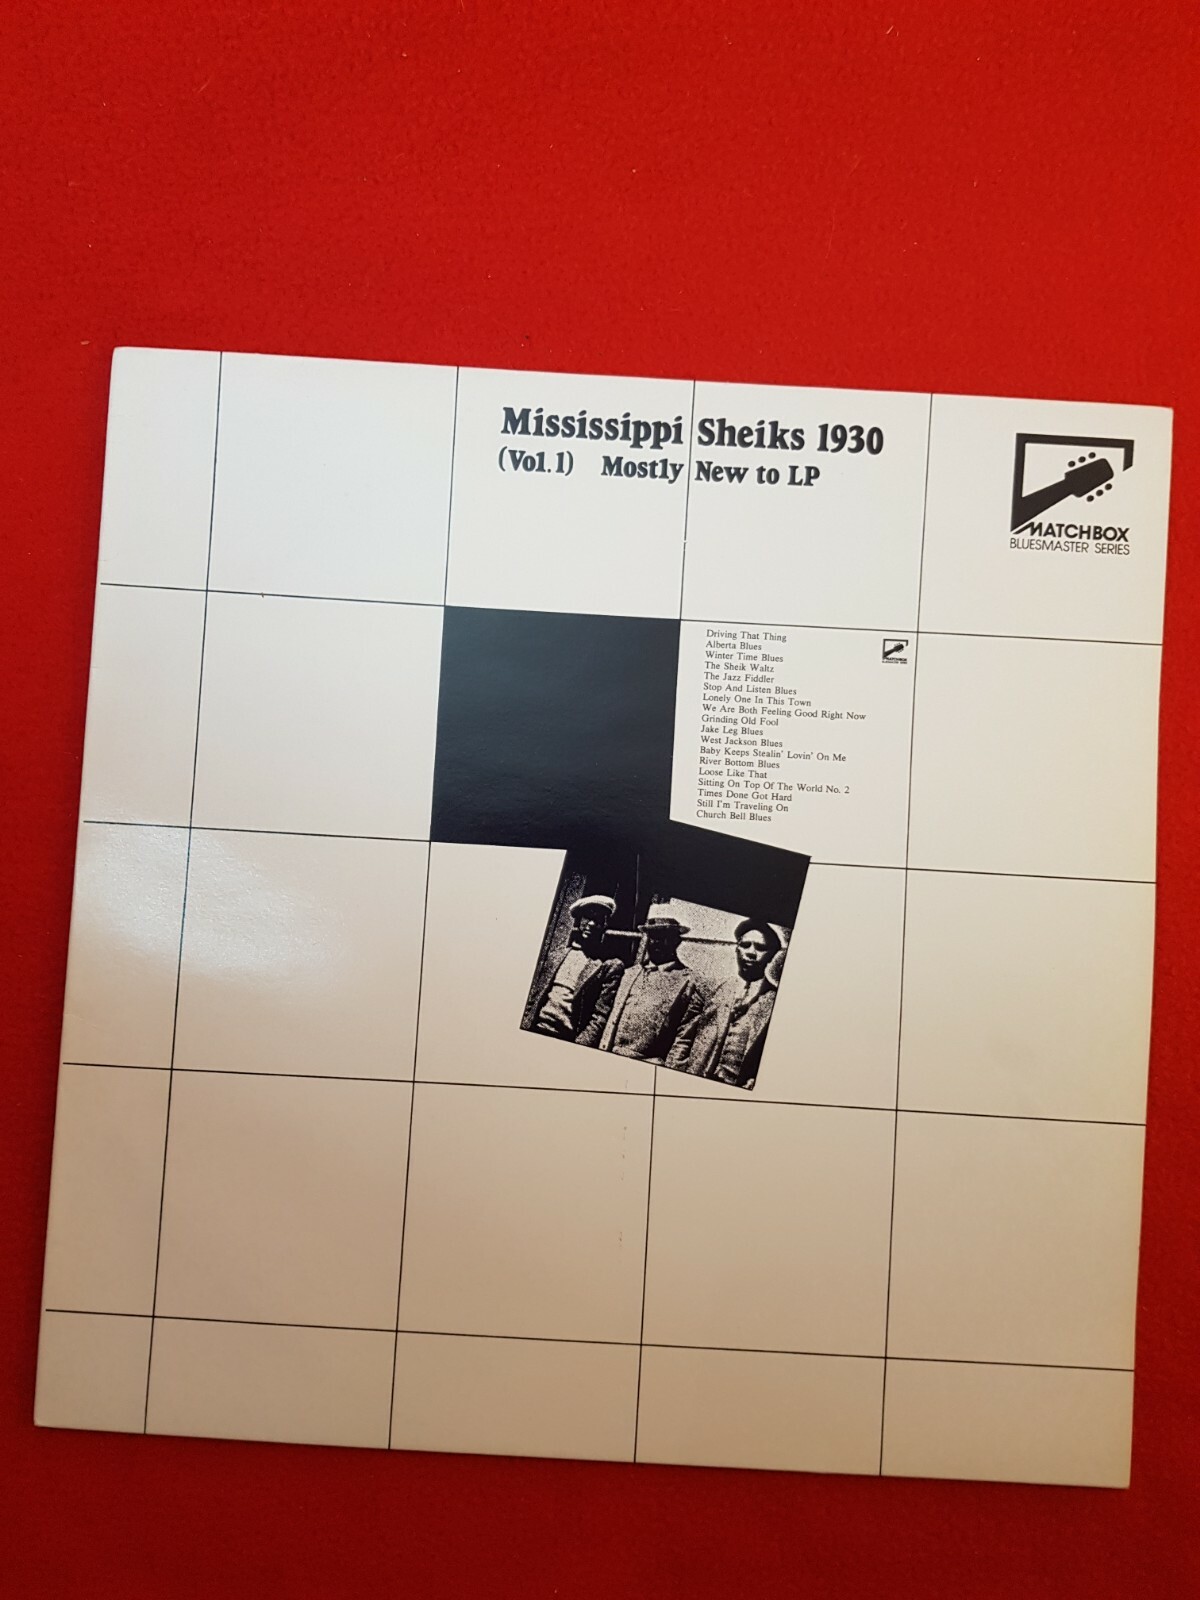 Mississippi Sheiks 1930
(Vol. 1) Mostly New to LP
MATCHBOX
BLUESMASTER SERIES
Driving That Thing
Alberta Blues
Winter Time Blues
The Sheik Waltz
The Jazz Fiddler
Stop And Listen Blues
Lonely One In This Town
We Are Both Feeling Good Right Now
Grinding Old Fool
Jake Leg Blues
West Jackson Blues
Baby Keeps Stealin' Lovin' On Me
River Bottom Blues
Loose Like That
Sitting On Top Of The World No. 2
Times Done Got Hard
Still I'm Traveling On
Church Bell Blues
MATCHBOX